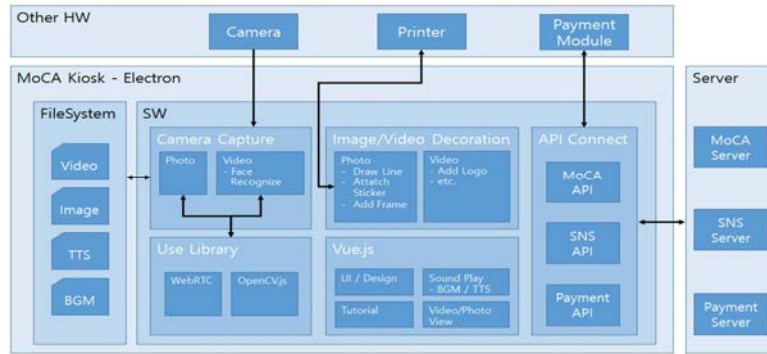 Other HW
Camera
Printer
Payment
Module
MoCA Kiosk - Electron
Server
FileSystem
Video
Image
TTS
BGM
SW
Camera Capture
Photo
Video
- Face
Recognize
Image/Video Decoration
Photo
- Draw Line
- Attatch
Sticker
- Add Frame
Video
- Add Logo
- etc.
API Connect
MoCA
API
SNS
API
Payment
API
Use Library
WebRTC
OpenCV.js
Vue.js
UI / Design
Sound Play
- BGM / TTS
Tutorial
Video/Photo
View
MoCA
Server
SNS
Server
Payment
Server